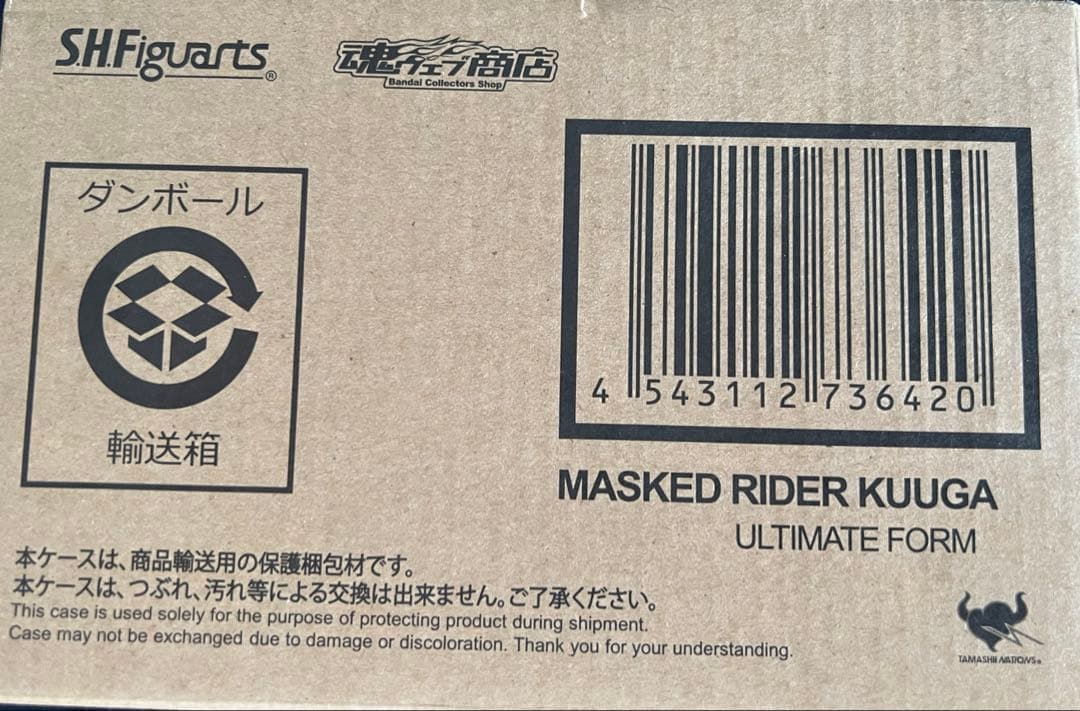 S.H.Figuarts®
魂ウェブ商店
Bandai Collectors Shop
ダンボール
輸送箱
4 543112 736420
MASKED RIDER KUUGA
ULTIMATE FORM
本ケースは、商品輸送用の保護梱包材です。
本ケースは、つぶれ、汚れ等による交換は出来ません。ご了承ください。
This case is used solely for the purpose of protecting product during shipment.
Case may not be exchanged due to damage or discoloration. Thank you for your understanding.
TAMASHII NATIONS®